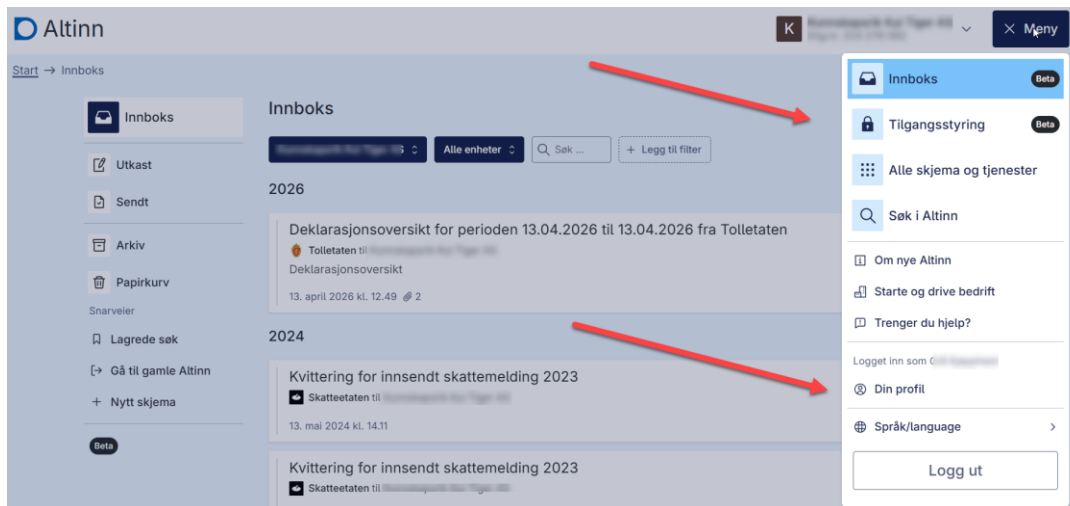 Altinn
K
Meny
Start → Innboks
Innboks
Utkast
Sendt
Arkiv
Papirkurv
Snarveier
Lagrede søk
Gå til gamle Altinn
Nytt skjema
Beta
Innboks
Alle enheter
Søk ...
+ Legg til filter
2026
Deklarasjonsoversikt for perioden 13.04.2026 til 13.04.2026 fra Tolletaten
Tolletaten til
Deklarasjonsoversikt
13. april 2026 kl. 12.49 2
2024
Kvittering for innsendt skattemelding 2023
Skatteetaten til
13. mai 2024 kl. 14.11
Kvittering for innsendt skattemelding 2023
Skatteetaten til
Innboks Beta
Tilgangsstyring Beta
Alle skjema og tjenester
Søk i Altinn
Om nye Altinn
Starte og drive bedrift
Trenger du hjelp?
Logget inn som
Din profil
Språk/language
Logg ut